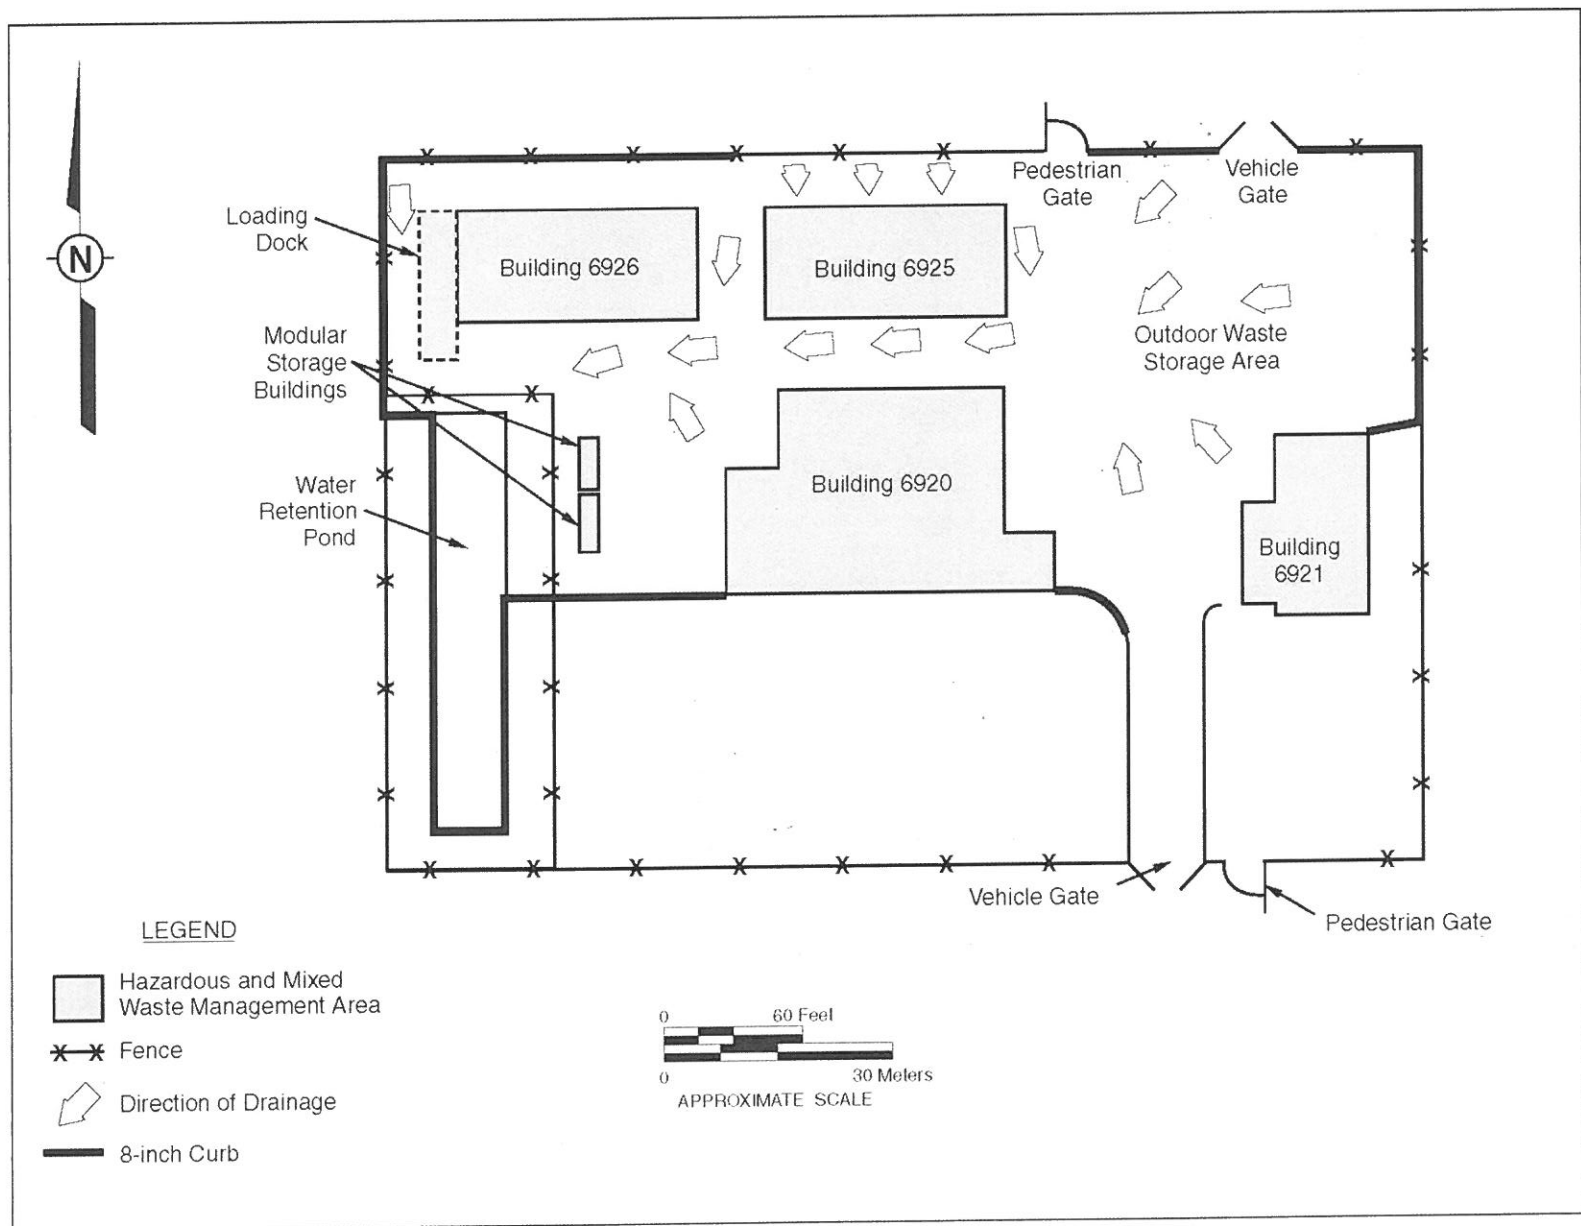 Pedestrian
Gate
Vehicle
Gate
Loading
Dock
Building 6926
Building 6925
N
Modular
Storage
Buildings
Outdoor Waste
Storage Area
Water
Retention
Pond
Building 6920
Building
6921
Vehicle Gate
Pedestrian Gate
LEGEND
Hazardous and Mixed
Waste Management Area
Fence
Direction of Drainage
8-inch Curb
0 60 Feet
0 30 Meters
APPROXIMATE SCALE